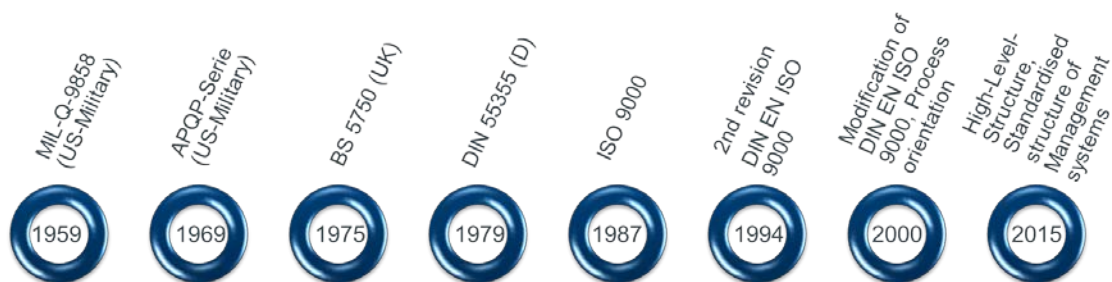 MIL-Q-9858
(US-Military)
1959
APQP-Serie
(US-Military)
1969
BS 5750 (UK)
1975
DIN 55355 (D)
1979
ISO 9000
1987
2nd revision
DIN EN ISO
9000
1994
Modification of
DIN EN ISO
9000, Process
orientation
2000
High-Level-
Structure,
Standardised
structure of
Management
systems
2015